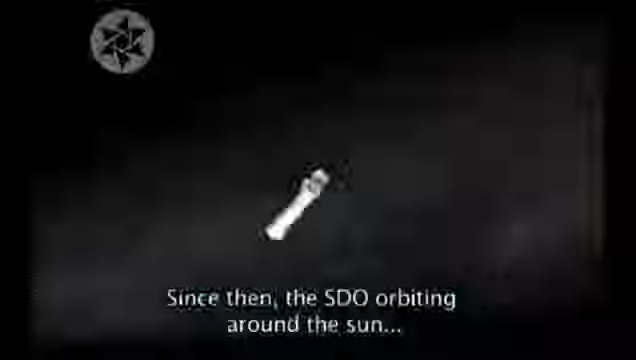 Since then, the SDO orbiting
around the sun...